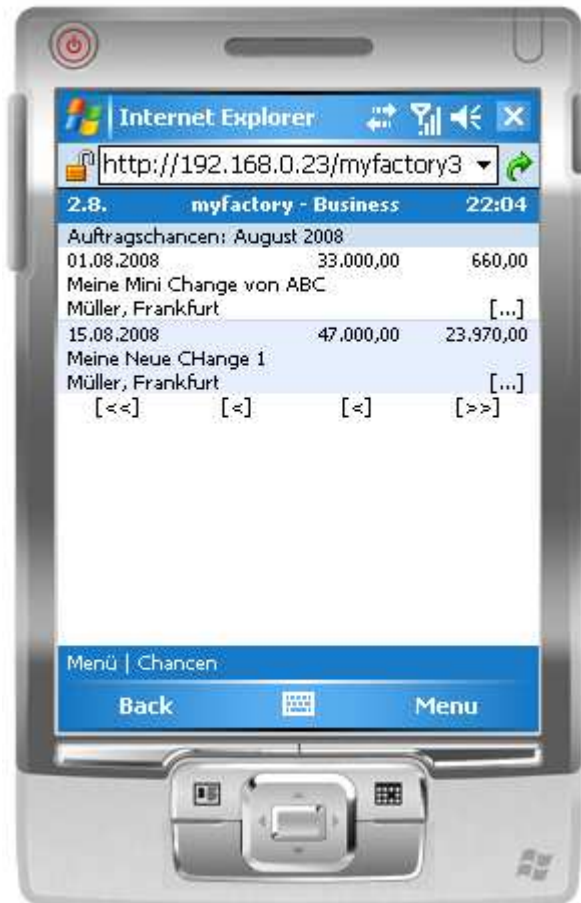 Internet Explorer
http://192.168.0.23/myfactory3
2.8. myfactory - Business 22:04
Auftragschancen: August 2008
01.08.2008 33.000,00 660,00
Meine Mini Change von ABC
Müller, Frankfurt [...]
15.08.2008 47.000,00 23.970,00
Meine Neue CHange 1
Müller, Frankfurt [...]
[<<] [<] [<] [>>]
Menü | Chancen
Back Menu